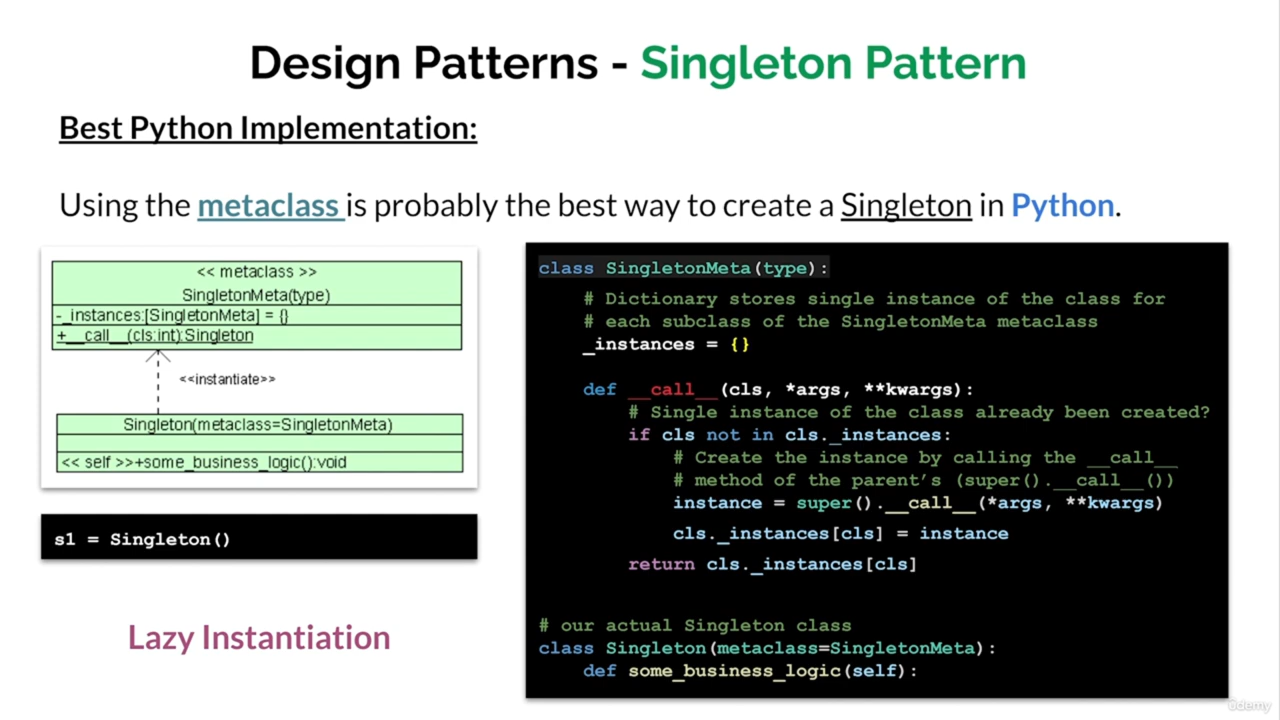 Design Patterns - Singleton Pattern
Best Python Implementation:
Using the metaclass is probably the best way to create a Singleton in Python.
<< metaclass >>
SingletonMeta(type)
-_instances:[SingletonMeta] = {}
+__call__(cls:int):Singleton
<<instantiate>>
Singleton(metaclass=SingletonMeta)
<< self >>+some_business_logic():void
s1 = Singleton()
Lazy Instantiation
class SingletonMeta(type):
# Dictionary stores single instance of the class for
# each subclass of the SingletonMeta metaclass
_instances = {}
def __call__(cls, *args, **kwargs):
# Single instance of the class already been created?
if cls not in cls._instances:
# Create the instance by calling the __call__
# method of the parent's (super().__call__())
instance = super().__call__(*args, **kwargs)
cls._instances[cls] = instance
return cls._instances[cls]
# our actual Singleton class
class Singleton(metaclass=SingletonMeta):
def some_business_logic(self):
ûdemy